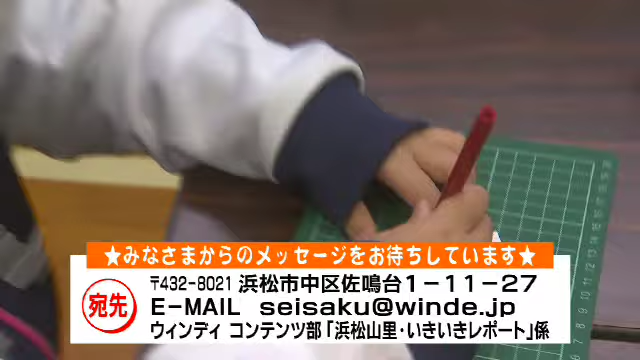 ★みなさまからのメッセージをお待ちしています★
宛先
〒432-8021 浜松市中区佐鳴台1-11-27
E-MAIL seisaku@winde.jp
ウィンディ コンテンツ部「浜松山里・いきいきレポート」係